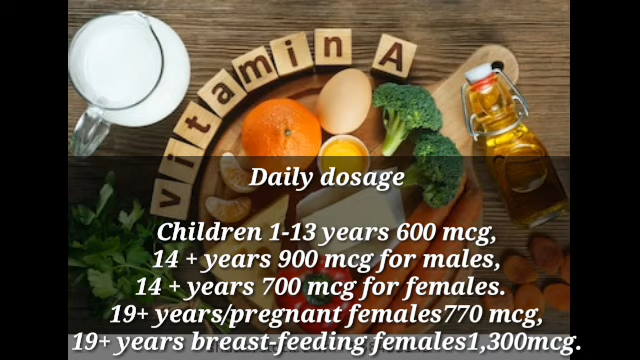 vitamin A
Daily dosage
Children 1-13 years 600 mcg,
14 + years 900 mcg for males,
14 + years 700 mcg for females.
19+ years/pregnant females770 mcg,
19+ years breast-feeding females1,300mcg.